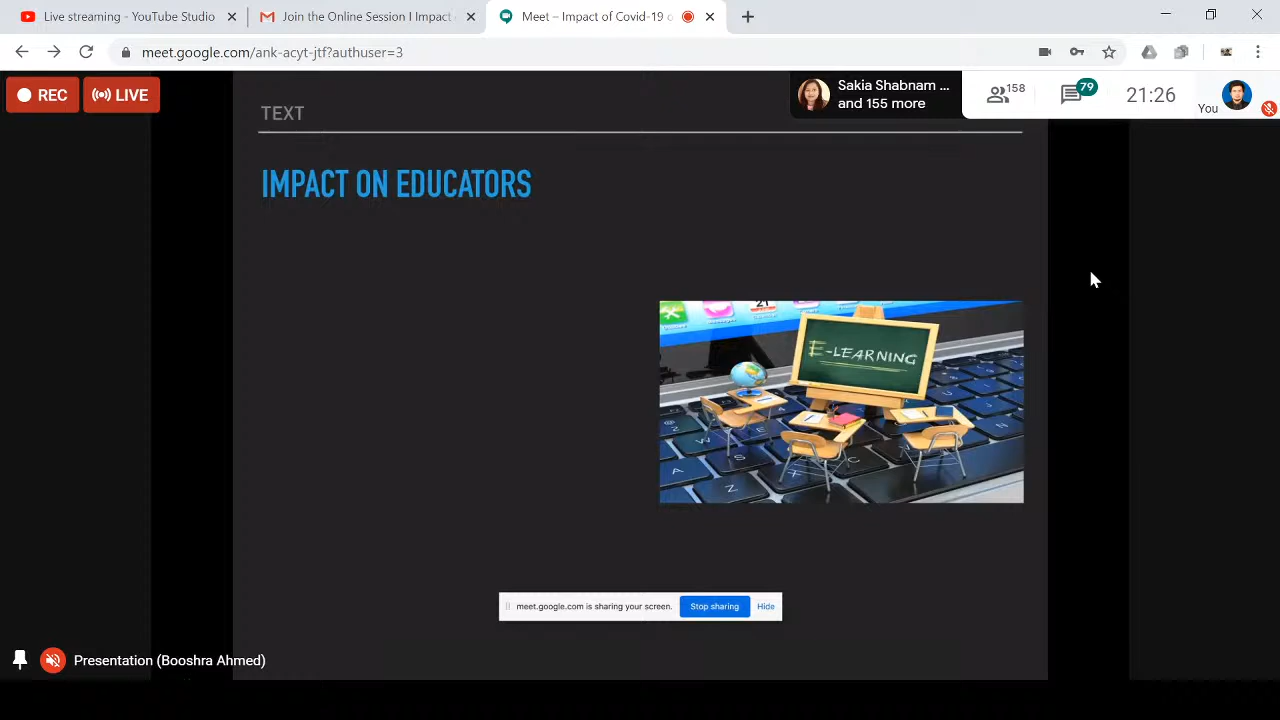 Live streaming - YouTube Studio
Join the Online Session I Impact
Meet – Impact of Covid-19 o
meet.google.com/ank-acyt-jtf?authuser=3
REC
LIVE
Sakia Shabnam ...
and 155 more
158
79
21:26
You
TEXT
IMPACT ON EDUCATORS
21
E-LEARNING
@
2
W
S
A
Z
X
C
meet.google.com is sharing your screen.
Stop sharing
Hide
Presentation (Booshra Ahmed)